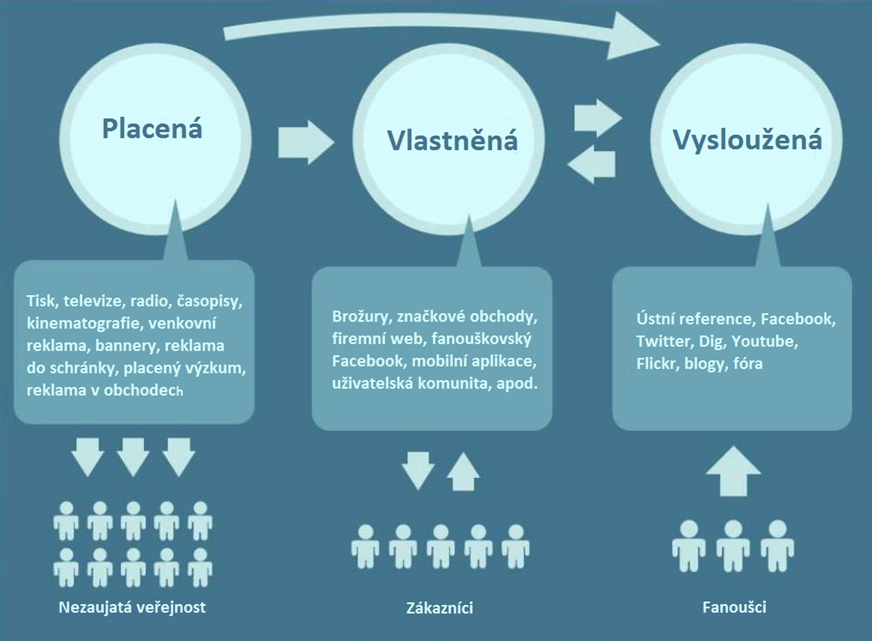 Placená
Vlastněná
Vysloužená
Tisk, televize, radio, časopisy,
kinematografie, venkovní
reklama, bannery, reklama
do schránky, placený výzkum,
reklama v obchodech
Brožury, značkové obchody,
firemní web, fanouškovský
Facebook, mobilní aplikace,
uživatelská komunita, apod.
Ústní reference, Facebook,
Twitter, Dig, Youtube,
Flickr, blogy, fóra
Nezaujatá veřejnost
Zákazníci
Fanoušci